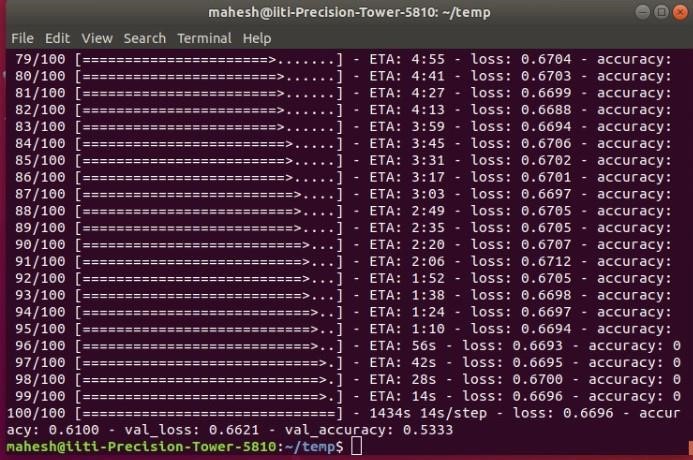 mahesh@iiti-Precision-Tower-5810: ~/temp
File Edit View Search Terminal Help
79/100 [======================>.......] - ETA: 4:55 - loss: 0.6704 - accuracy:
80/100 [=======================>......] - ETA: 4:41 - loss: 0.6703 - accuracy:
81/100 [=======================>......] - ETA: 4:27 - loss: 0.6699 - accuracy:
82/100 [=======================>......] - ETA: 4:13 - loss: 0.6688 - accuracy:
83/100 [=======================>......] - ETA: 3:59 - loss: 0.6694 - accuracy:
84/100 [========================>.....] - ETA: 3:45 - loss: 0.6706 - accuracy:
85/100 [========================>.....] - ETA: 3:31 - loss: 0.6702 - accuracy:
86/100 [========================>.....] - ETA: 3:17 - loss: 0.6701 - accuracy:
87/100 [=========================>....] - ETA: 3:03 - loss: 0.6697 - accuracy:
88/100 [=========================>....] - ETA: 2:49 - loss: 0.6705 - accuracy:
89/100 [=========================>....] - ETA: 2:35 - loss: 0.6705 - accuracy:
90/100 [==========================>...] - ETA: 2:20 - loss: 0.6707 - accuracy:
91/100 [==========================>...] - ETA: 2:06 - loss: 0.6712 - accuracy:
92/100 [==========================>...] - ETA: 1:52 - loss: 0.6705 - accuracy:
93/100 [==========================>...] - ETA: 1:38 - loss: 0.6698 - accuracy:
94/100 [===========================>..] - ETA: 1:24 - loss: 0.6697 - accuracy:
95/100 [===========================>..] - ETA: 1:10 - loss: 0.6694 - accuracy:
96/100 [===========================>..] - ETA: 56s - loss: 0.6693 - accuracy: 0
97/100 [============================>.] - ETA: 42s - loss: 0.6695 - accuracy: 0
98/100 [============================>.] - ETA: 28s - loss: 0.6700 - accuracy: 0
99/100 [============================>.] - ETA: 14s - loss: 0.6696 - accuracy: 0
100/100 [==============================] - 1434s 14s/step - loss: 0.6696 - accur
acy: 0.6100 - val_loss: 0.6621 - val_accuracy: 0.5333
mahesh@iiti-Precision-Tower-5810:~/temp$